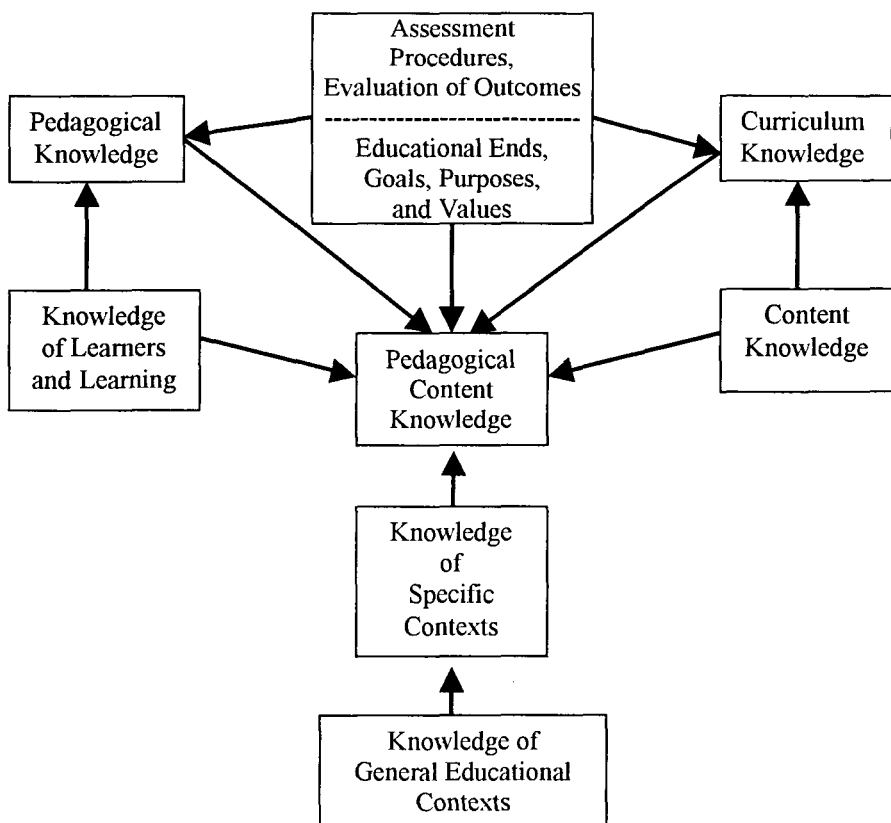 Assessment
Procedures,
Evaluation of Outcomes
Educational Ends,
Goals, Purposes,
and Values
Pedagogical
Knowledge
Curriculum
Knowledge
Knowledge
of Learners
and Learning
Content
Knowledge
Pedagogical
Content
Knowledge
Knowledge
of
Specific
Contexts
Knowledge of
General Educational
Contexts